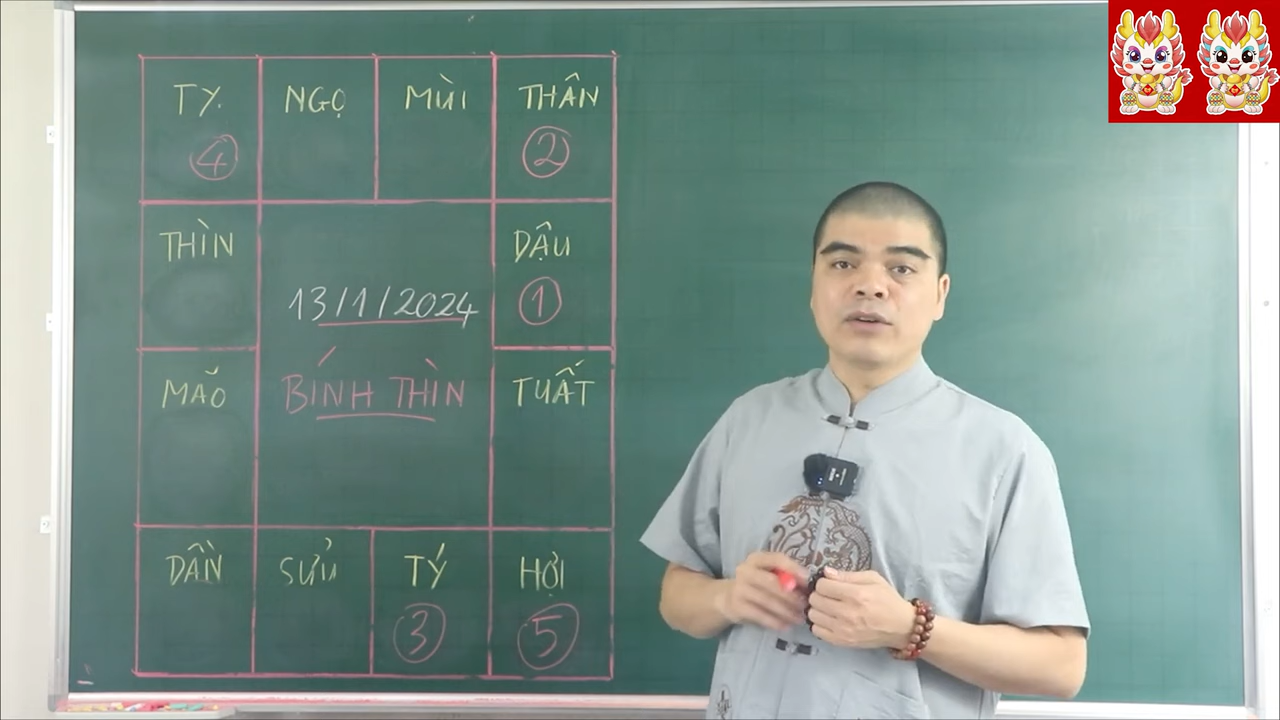 TỴ NGỌ MÙI THÂN
④ ②
THÌN DẬU
①
13/1/2024
BÍNH THÌN
MÃO TUẤT
DẦN SỬU TÝ HỢI
③ ⑤